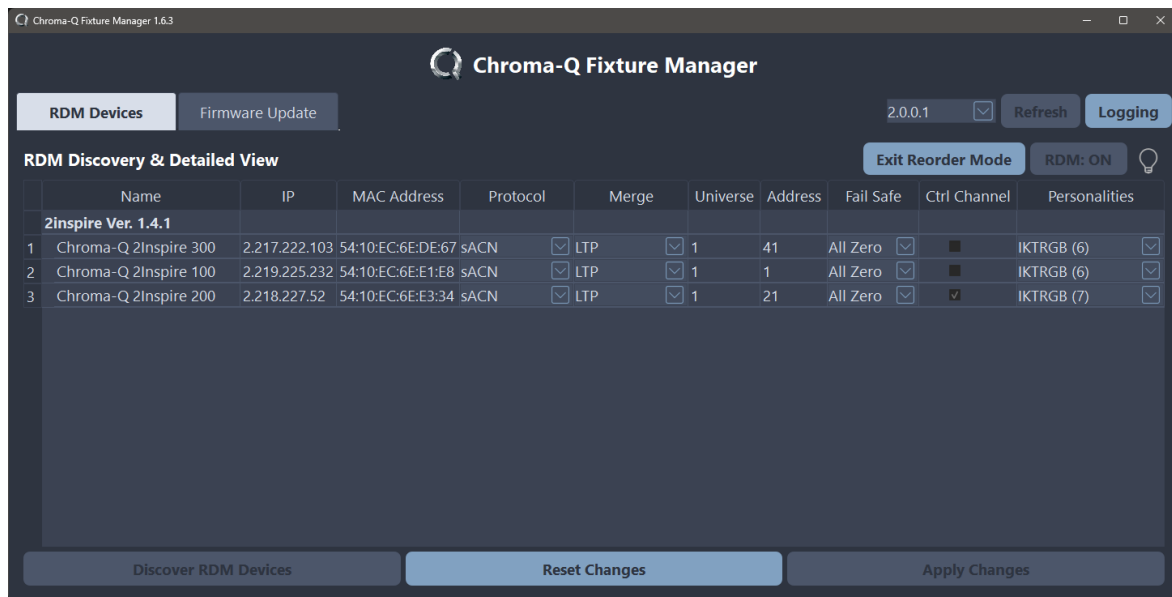 Chroma-Q Fixture Manager 1.6.3
Chroma-Q Fixture Manager
RDM Devices Firmware Update 2.0.0.1 Refresh Logging
RDM Discovery & Detailed View Exit Reorder Mode RDM: ON
Name IP MAC Address Protocol Merge Universe Address Fail Safe Ctrl Channel Personalities
2inspire Ver. 1.4.1
1 Chroma-Q 2Inspire 300 2.217.222.103 54:10:EC:6E:DE:67 sACN LTP 1 41 All Zero IKTRGB (6)
2 Chroma-Q 2Inspire 100 2.219.225.232 54:10:EC:6E:E1:E8 sACN LTP 1 1 All Zero IKTRGB (6)
3 Chroma-Q 2Inspire 200 2.218.227.52 54:10:EC:6E:E3:34 sACN LTP 1 21 All Zero IKTRGB (7)
Discover RDM Devices Reset Changes Apply Changes